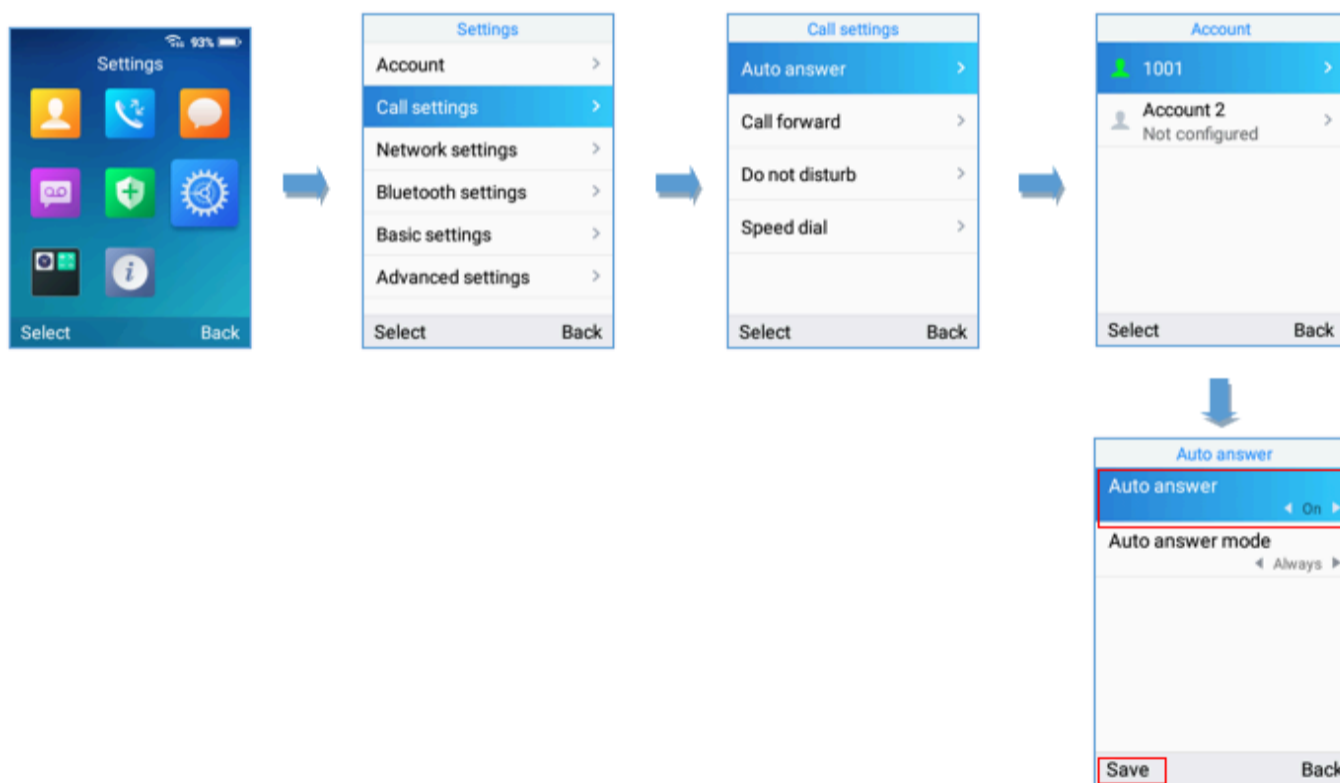 93%
Settings
Select Back
Settings
Account
Call settings
Network settings
Bluetooth settings
Basic settings
Advanced settings
Select Back
Call settings
Auto answer
Call forward
Do not disturb
Speed dial
Select Back
Account
1001
Account 2
Not configured
Select Back
Auto answer
Auto answer
On
Auto answer mode
Always
Save Back